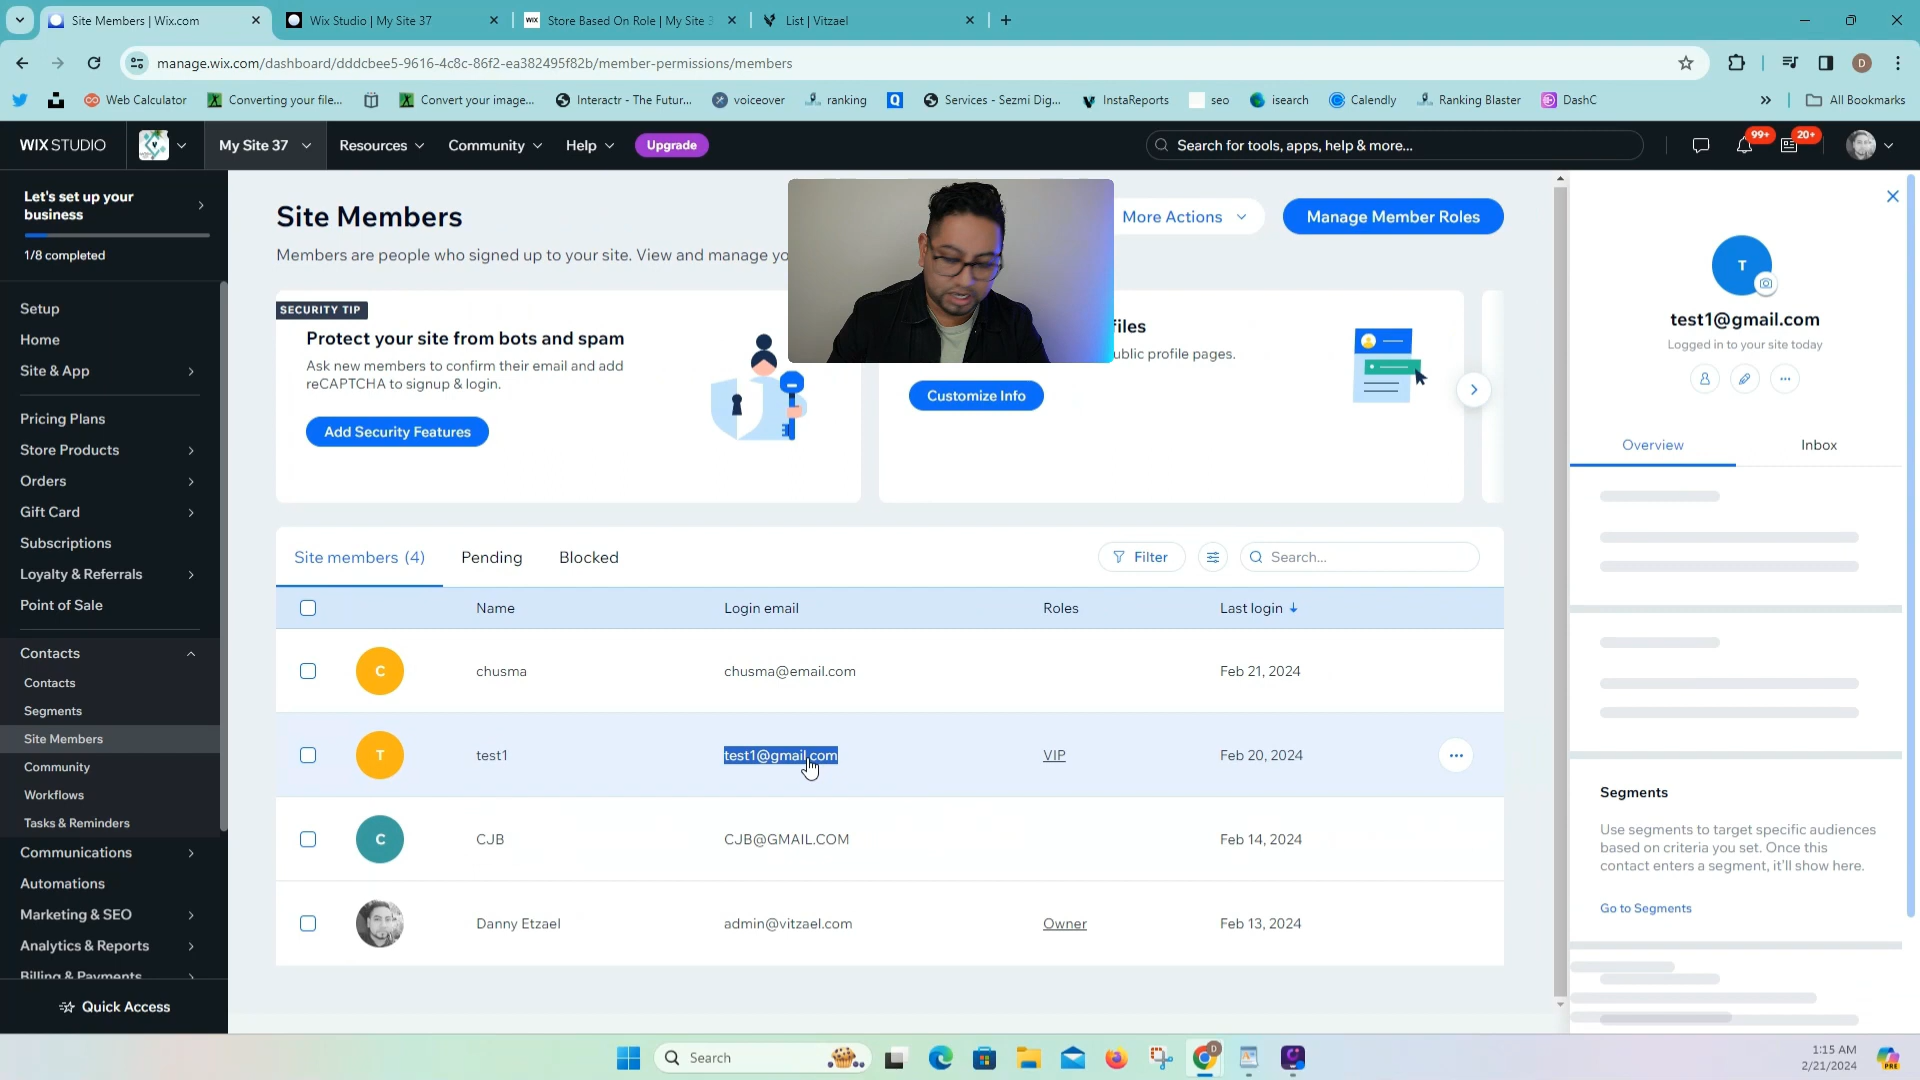 Site Members | Wix.com
Wix Studio | My Site 37
WIX
Store Based On Role | My Site 3
List | Vitzael
manage.wix.com/dashboard/dddcbee5-9616-4c8c-86f2-ea382495f82b/member-permissions/members
D
Web Calculator
Converting your file...
Convert your image...
Interactr - The Futur...
voiceover
ranking
Services - Sezmi Dig...
InstaReports
seo
isearch
Calendly
Ranking Blaster
DashC
All Bookmarks
WIX STUDIO
My Site 37
Resources
Community
Help
Upgrade
Search for tools, apps, help & more...
99+
20+
Let's set up your
business
1/8 completed
Setup
Home
Site & App
Pricing Plans
Store Products
Orders
Gift Card
Subscriptions
Loyalty & Referrals
Point of Sale
Contacts
Contacts
Segments
Site Members
Community
Workflows
Tasks & Reminders
Communications
Automations
Marketing & SEO
Analytics & Reports
Billing & Payments
Quick Access
Site Members
Members are people who signed up to your site. View and manage yo
More Actions
Manage Member Roles
SECURITY TIP
Protect your site from bots and spam
Ask new members to confirm their email and add
reCAPTCHA to signup & login.
Add Security Features
files
ublic profile pages.
Customize Info
Site members (4)
Pending
Blocked
Filter
Search...
Name
Login email
Roles
Last login
C
chusma
chusma@email.com
Feb 21, 2024
T
test1
test1@gmail.com
VIP
Feb 20, 2024
C
CJB
CJB@GMAIL.COM
Feb 14, 2024
Danny Etzael
admin@vitzael.com
Owner
Feb 13, 2024
T
test1@gmail.com
Logged in to your site today
Overview
Inbox
Segments
Use segments to target specific audiences
based on criteria you set. Once this
contact enters a segment, it'll show here.
Go to Segments
Search
D
1:15 AM
2/21/2024
PRE